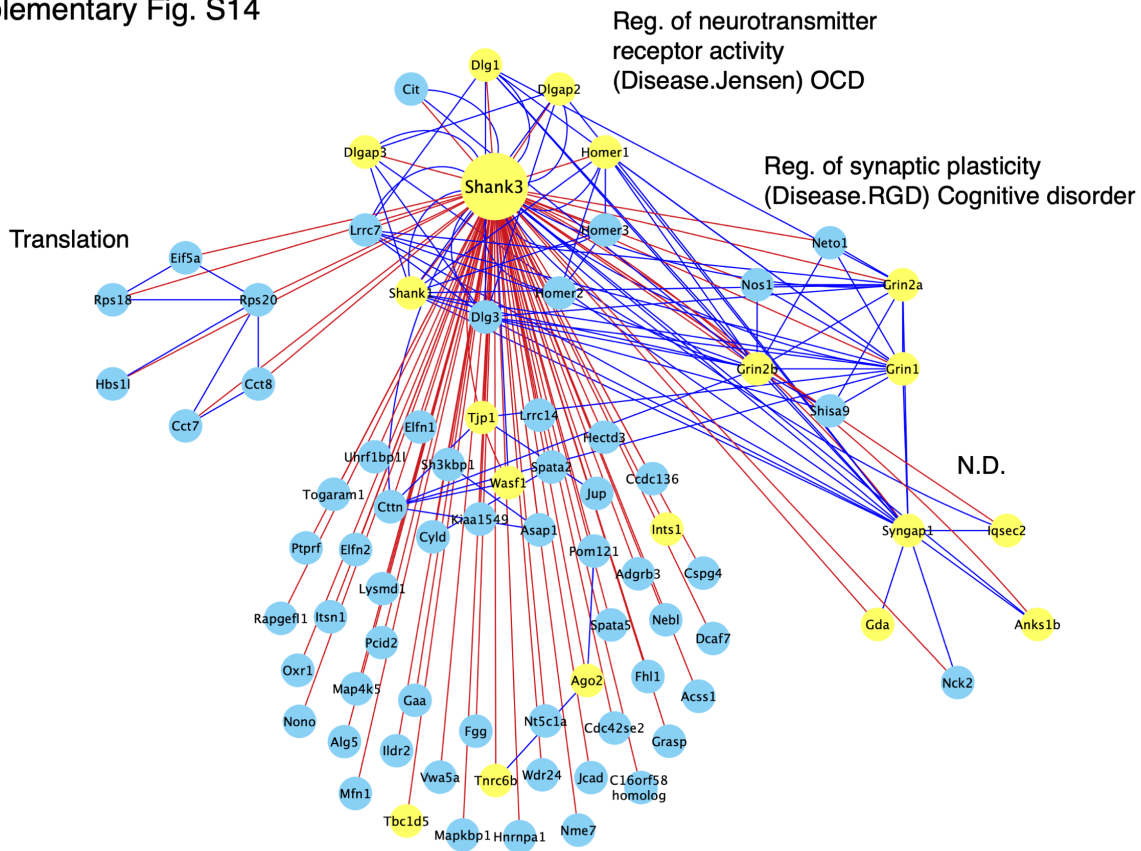 plementary Fig. S14
Reg. of neurotransmitter
receptor activity
(Disease.Jensen) OCD
Dlg1
Cit
Dlgap2
Dlgap3
Homer1
Reg. of synaptic plasticity
(Disease.RGD) Cognitive disorder
Shank3
Translation
Lrrc7
Homer3
Neto1
Eif5a
Rps18
Rps20
Shank1
Homer2
Nos1
Grin2a
Dlg3
Hbs1l
Cct8
Grin2b
Grin1
Cct7
Shisa9
Elfn1
Tjp1
Lrrc14
Hectd3
Uhrf1bp1l
Sh3kbp1
Spata2
N.D.
Togaram1
Cttn
Wasf1
Jup
Ccdc136
Kiaa1549
Ptprf
Elfn2
Cyld
Asap1
Ints1
Syngap1
Iqsec2
Pom121
Lysmd1
Adgrb3
Cspg4
Rapgefl1
Itsn1
Spata5
Nebl
Gda
Anks1b
Pcid2
Dcaf7
Oxr1
Map4k5
Gaa
Ago2
Fhl1
Acss1
Nck2
Nono
Alg5
Ildr2
Fgg
Nt5c1a
Cdc42se2
Grasp
Mfn1
Vwa5a
Tnrc6b
Wdr24
Jcad
C16orf58
homolog
Tbc1d5
Mapkbp1
Hnrnpa1
Nme7